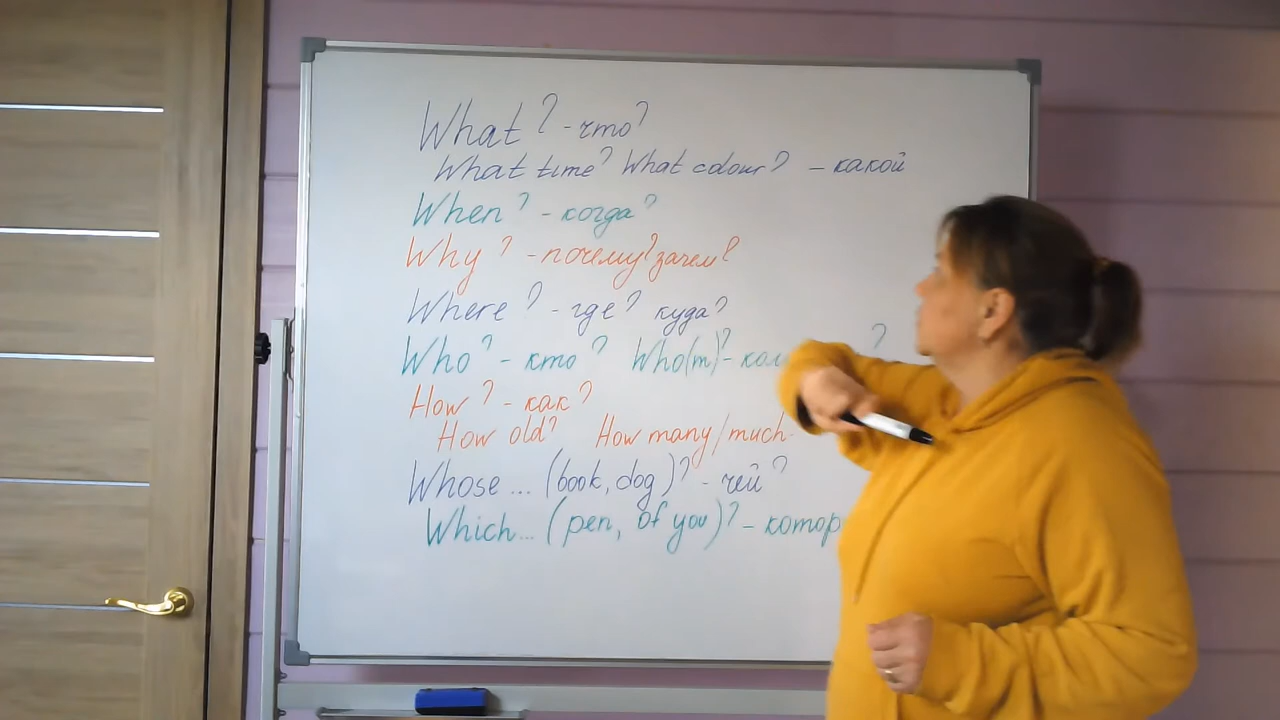 What? - что?
What time? What colour? - какой
When? - когда?
Why? - почему? зачем?
Where? - где? куда?
Who? - кто? Who(m)? - ?
How? - как?
How old? How many/much
Whose... (book, dog)? - чей?
Which... (pen, of you)? -